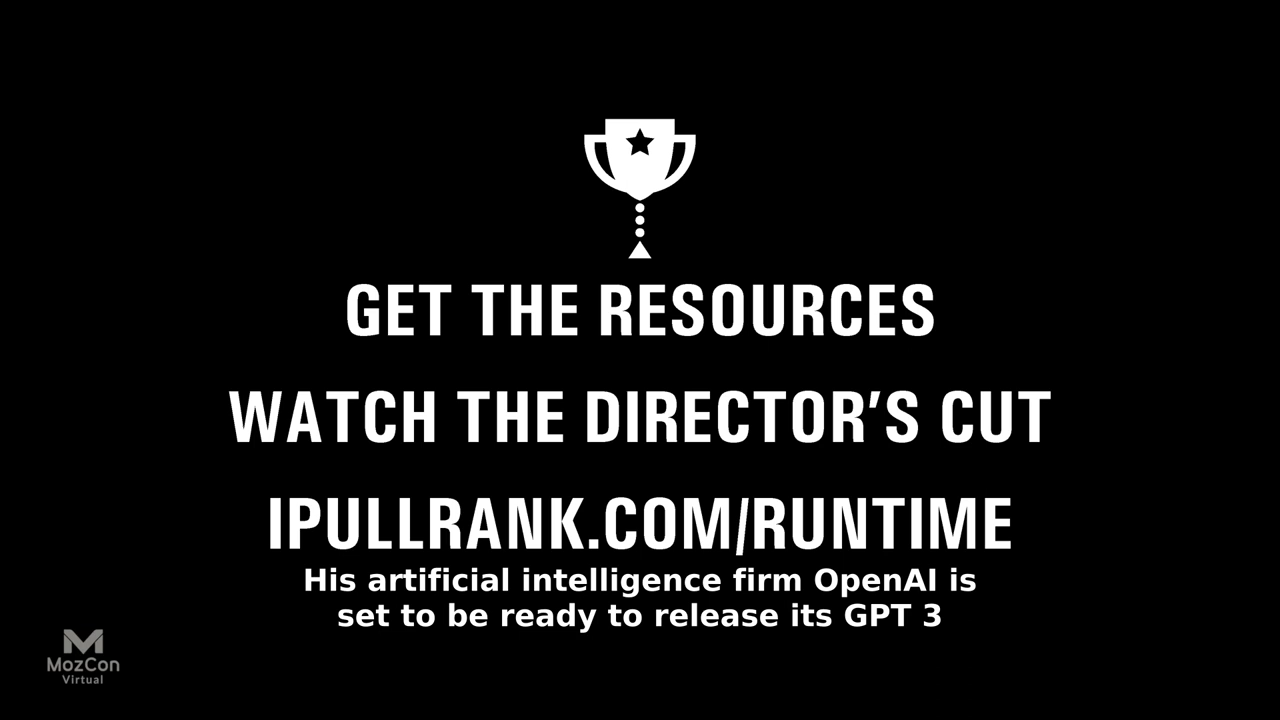 GET THE RESOURCES
WATCH THE DIRECTOR'S CUT
IPULLRANK.COM/RUNTIME
His artificial intelligence firm OpenAI is
set to be ready to release its GPT 3
MozCon
Virtual